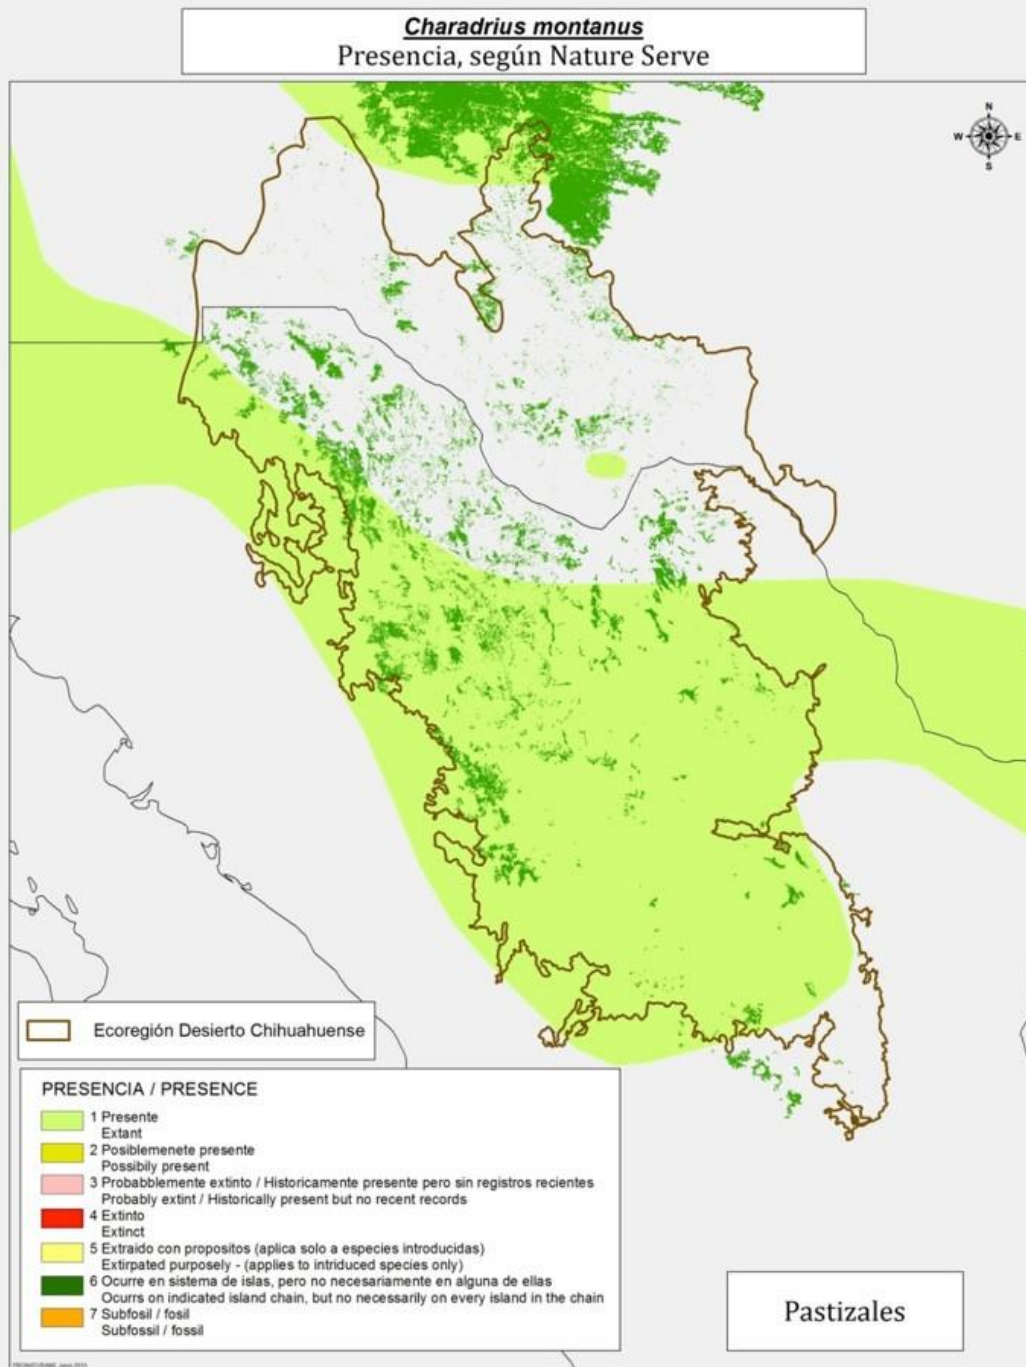 Charadrius montanus
Presencia, según Nature Serve
N
W E
S
Ecoregión Desierto Chihuahuense
PRESENCIA / PRESENCE
1 Presente
Extant
2 Posiblemenete presente
Possibily present
3 Probabblemente extinto / Historicamente presente pero sin registros recientes
Probably extint / Historically present but no recent records
4 Extinto
Extinct
5 Extraido con propositos (aplica solo a especies introducidas)
Extirpated purposely - (applies to intriduced species only)
6 Ocurre en sistema de islas, pero no necesariamente en alguna de ellas
Ocurrs on indicated island chain, but no necessarily on every island in the chain
7 Subfosil / fosil
Subfossil / fossil
Pastizales